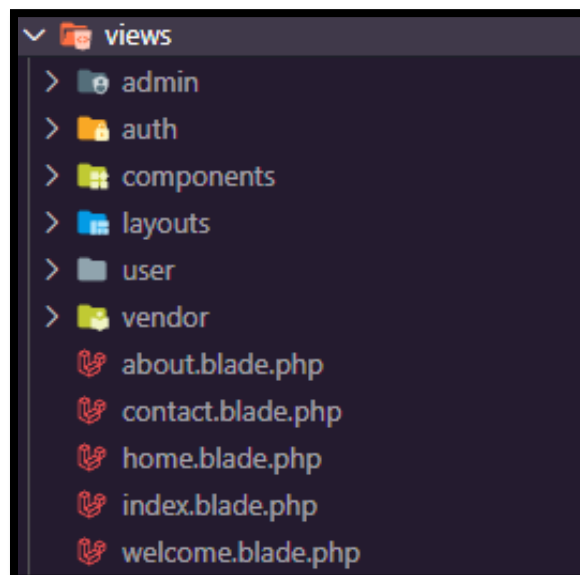 views
admin
auth
components
layouts
user
vendor
about.blade.php
contact.blade.php
home.blade.php
index.blade.php
welcome.blade.php